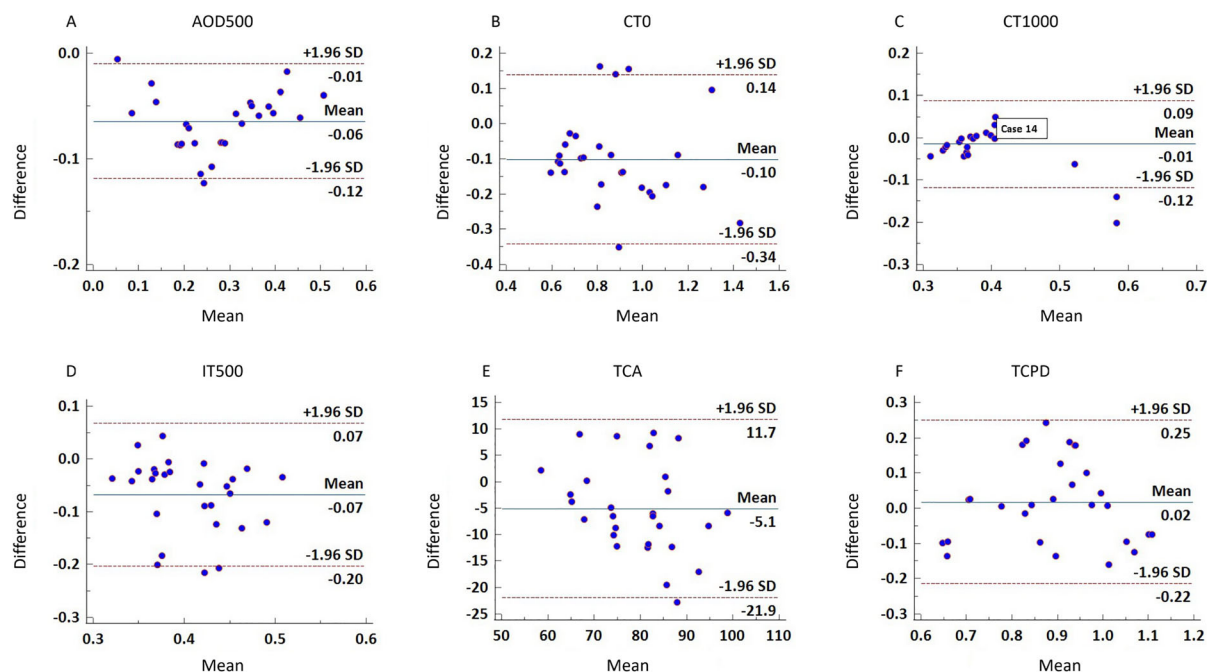 A AOD500
0.0
-0.1
-0.2
+1.96 SD
-0.01
Mean
-0.06
-1.96 SD
-0.12
Difference
0.0 0.1 0.2 0.3 0.4 0.5 0.6
Mean
B CT0
0.2
0.1
0.0
-0.1
-0.2
-0.3
-0.4
+1.96 SD
0.14
Mean
-0.10
-1.96 SD
-0.34
Difference
0.4 0.6 0.8 1.0 1.2 1.4 1.6
Mean
C CT1000
0.2
0.1
0.0
-0.1
-0.2
-0.3
+1.96 SD
0.09
Case 14
Mean
-0.01
-1.96 SD
-0.12
Difference
0.3 0.4 0.5 0.6 0.7
Mean
D IT500
0.1
0.0
-0.1
-0.2
-0.3
+1.96 SD
0.07
Mean
-0.07
-1.96 SD
-0.20
Difference
0.3 0.4 0.5 0.6
Mean
E TCA
15
10
5
0
-5
-10
-15
-20
-25
+1.96 SD
11.7
Mean
-5.1
-1.96 SD
-21.9
Difference
50 60 70 80 90 100 110
Mean
F TCPD
0.3
0.2
0.1
0.0
-0.1
-0.2
0.3
+1.96 SD
0.25
Mean
0.02
-1.96 SD
-0.22
Difference
0.6 0.7 0.8 0.9 1.0 1.1 1.2
Mean